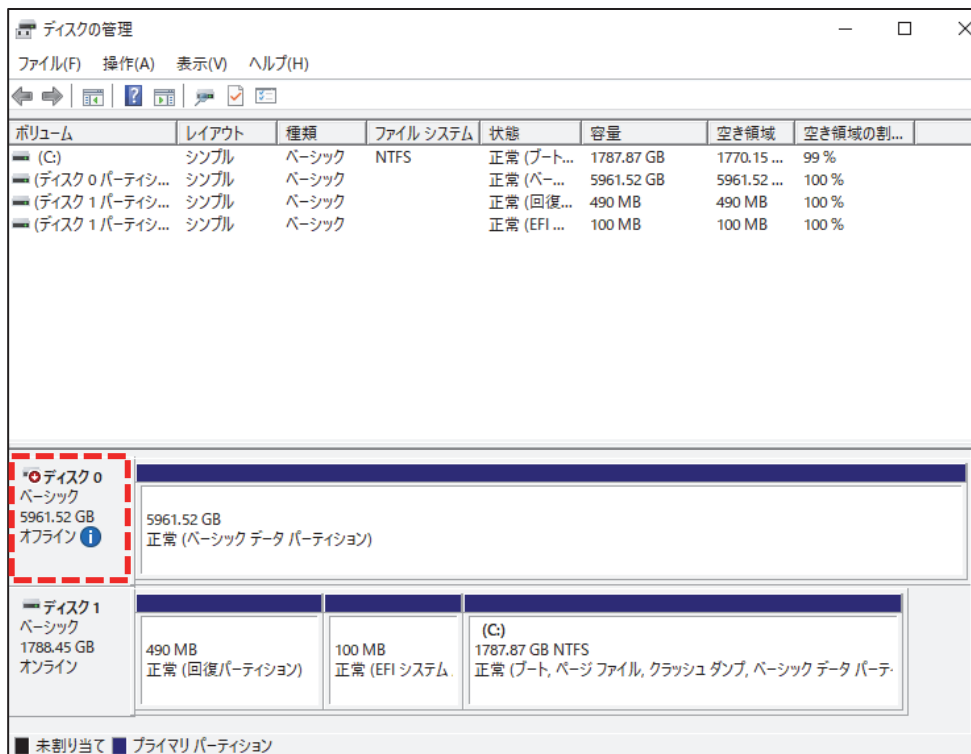 ディスクの管理
ファイル(F) 操作(A) 表示(V) ヘルプ(H)
ボリューム レイアウト 種類 ファイル システム 状態 容量 空き領域 空き領域の割...
(C:) シンプル ベーシック NTFS 正常 (ブート... 1787.87 GB 1770.15 ... 99 %
(ディスク 0 パーティシ... シンプル ベーシック 正常 (ベー... 5961.52 GB 5961.52 ... 100 %
(ディスク 1 パーティシ... シンプル ベーシック 正常 (回復... 490 MB 490 MB 100 %
(ディスク 1 パーティシ... シンプル ベーシック 正常 (EFI ... 100 MB 100 MB 100 %
ディスク 0
ベーシック
5961.52 GB
オフライン
5961.52 GB
正常 (ベーシック データ パーティション)
ディスク 1
ベーシック
1788.45 GB
オンライン
490 MB
正常 (回復パーティション)
100 MB
正常 (EFI システム
(C:)
1787.87 GB NTFS
正常 (ブート, ページ ファイル, クラッシュ ダンプ, ベーシック データ パーテ
未割り当て プライマリ パーティション